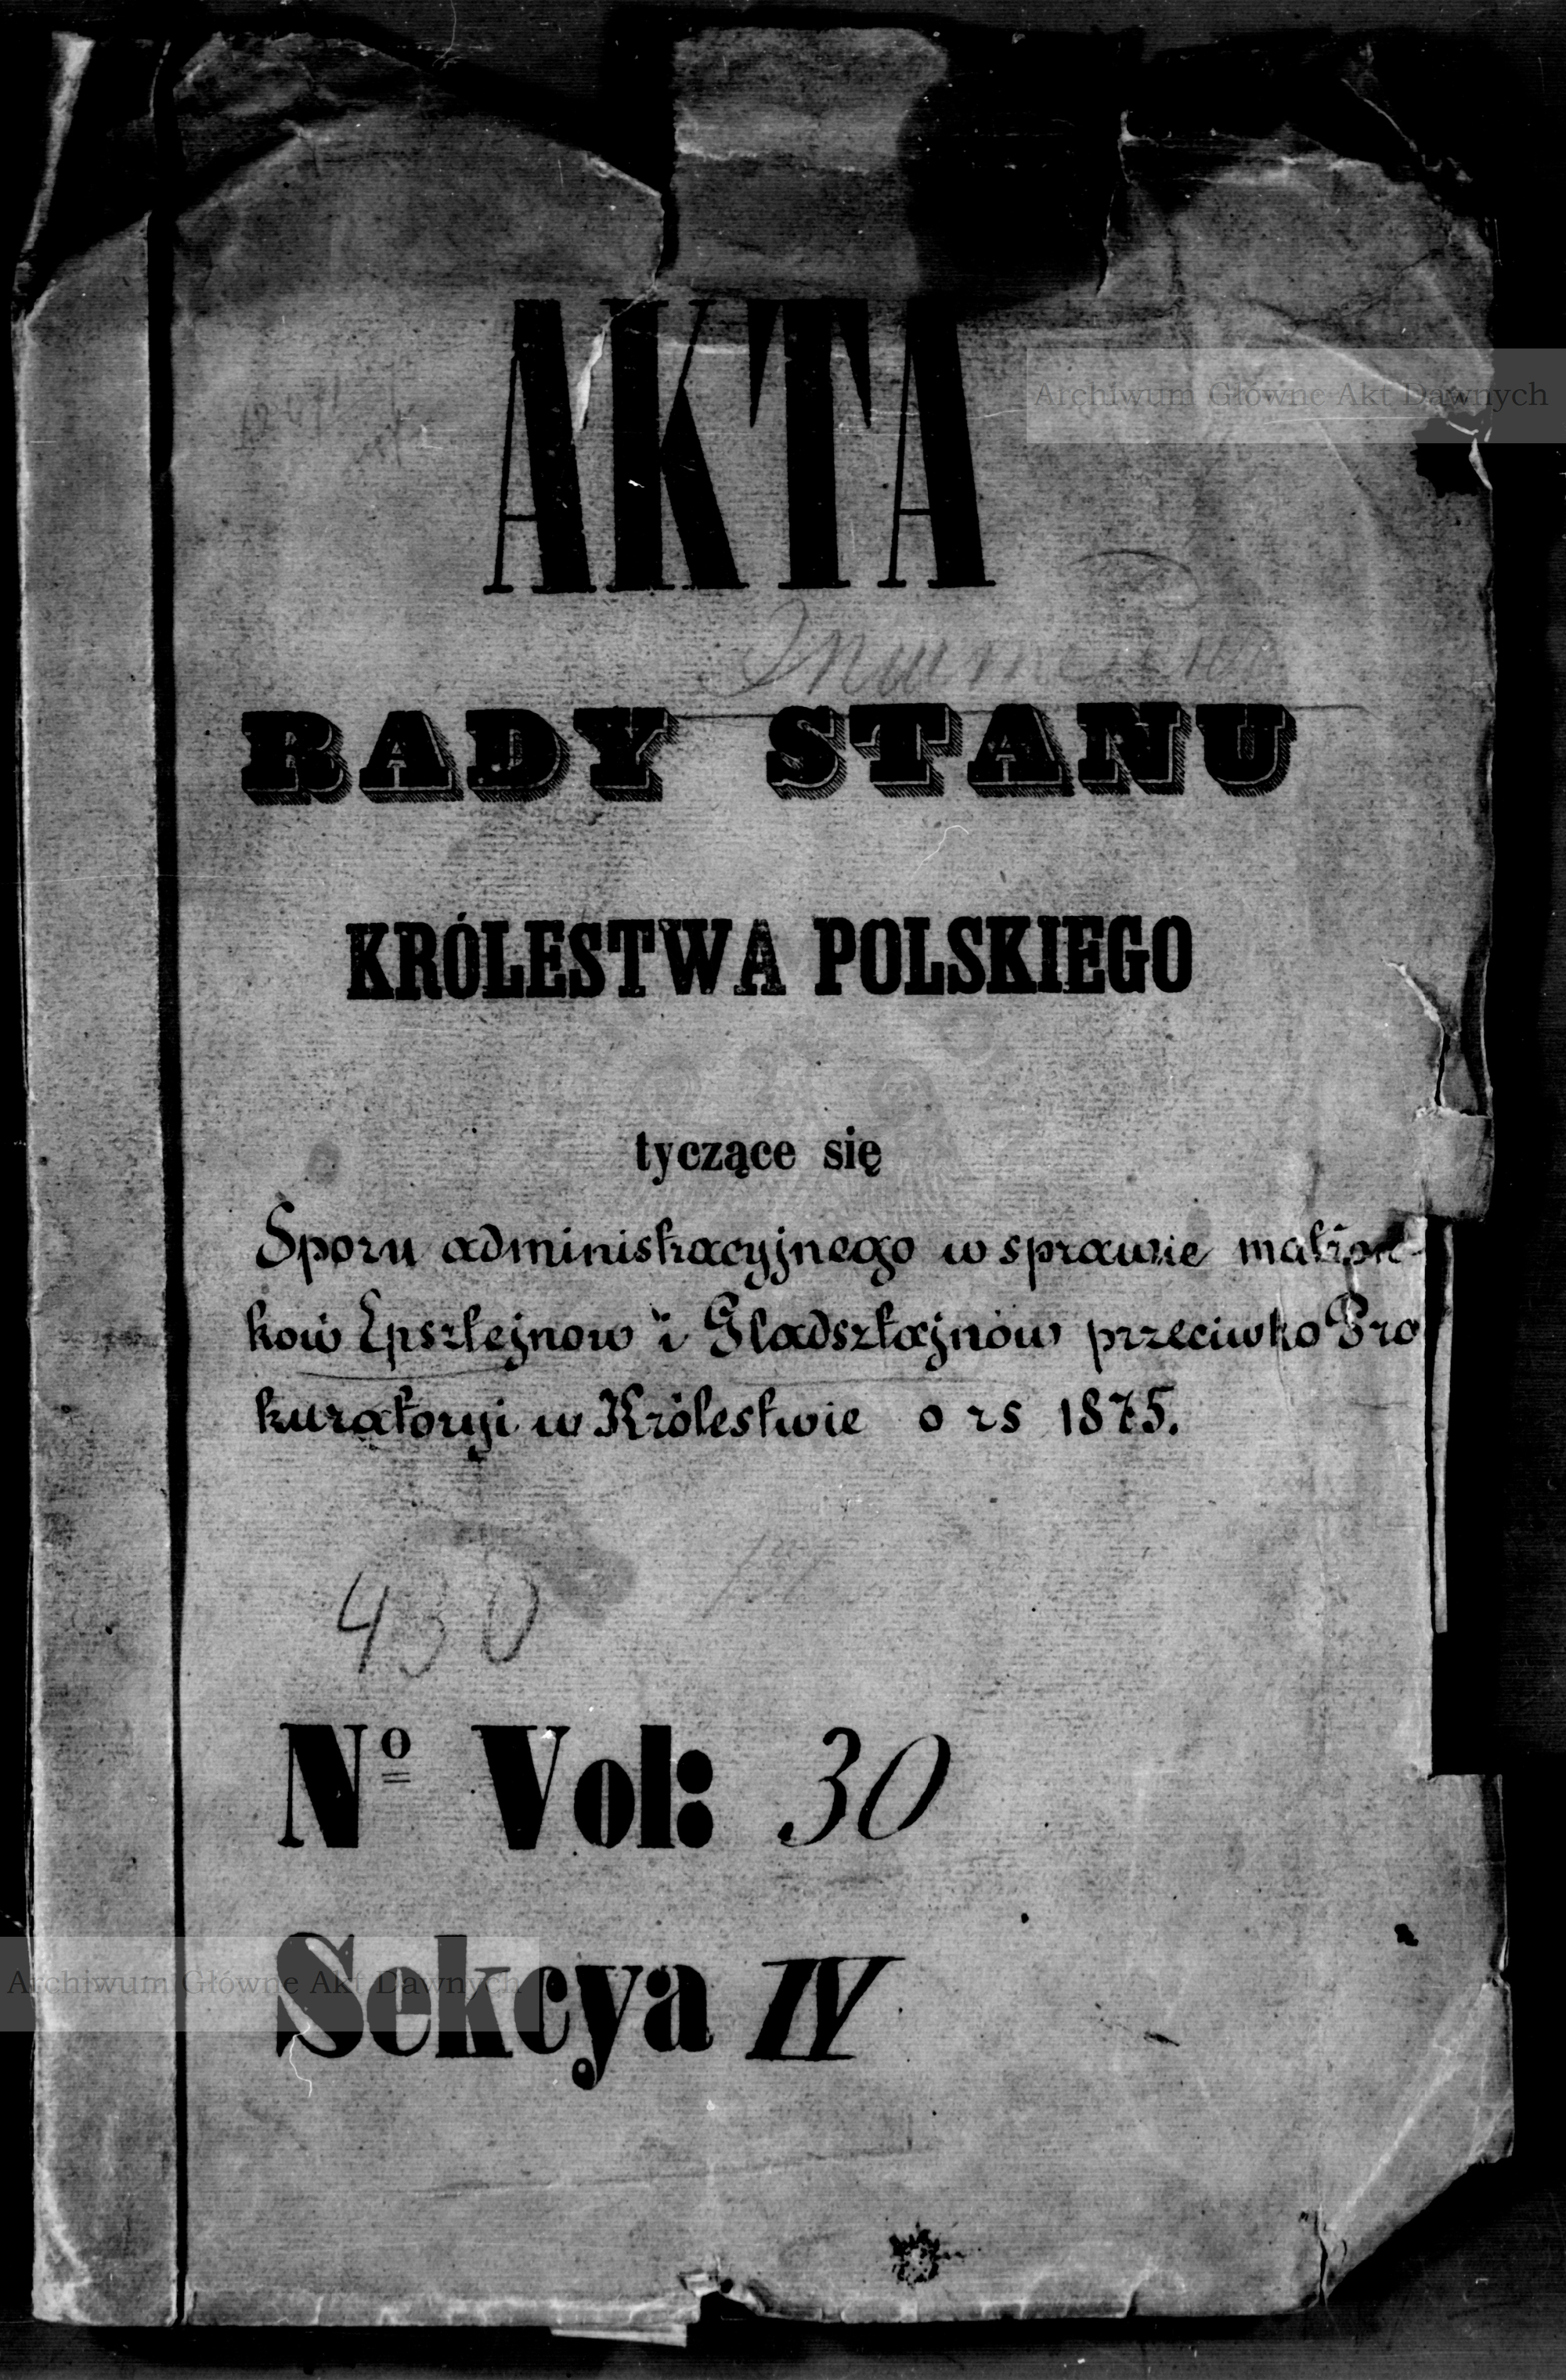 Archiwum Główne Akt Dawnych
AKTA
RADY STANU
KRÓLESTWA POLSKIEGO
tyczące się
Sporu administracyjnego w sprawie małżon-
ków Epsztejnow i Gladsztajnów przeciwko Pro
kuratoryi w Królestwie o rs 1875.
430
Nº Vol: 30
Archiwum Główne Akt Dawnych
Sekcya IV